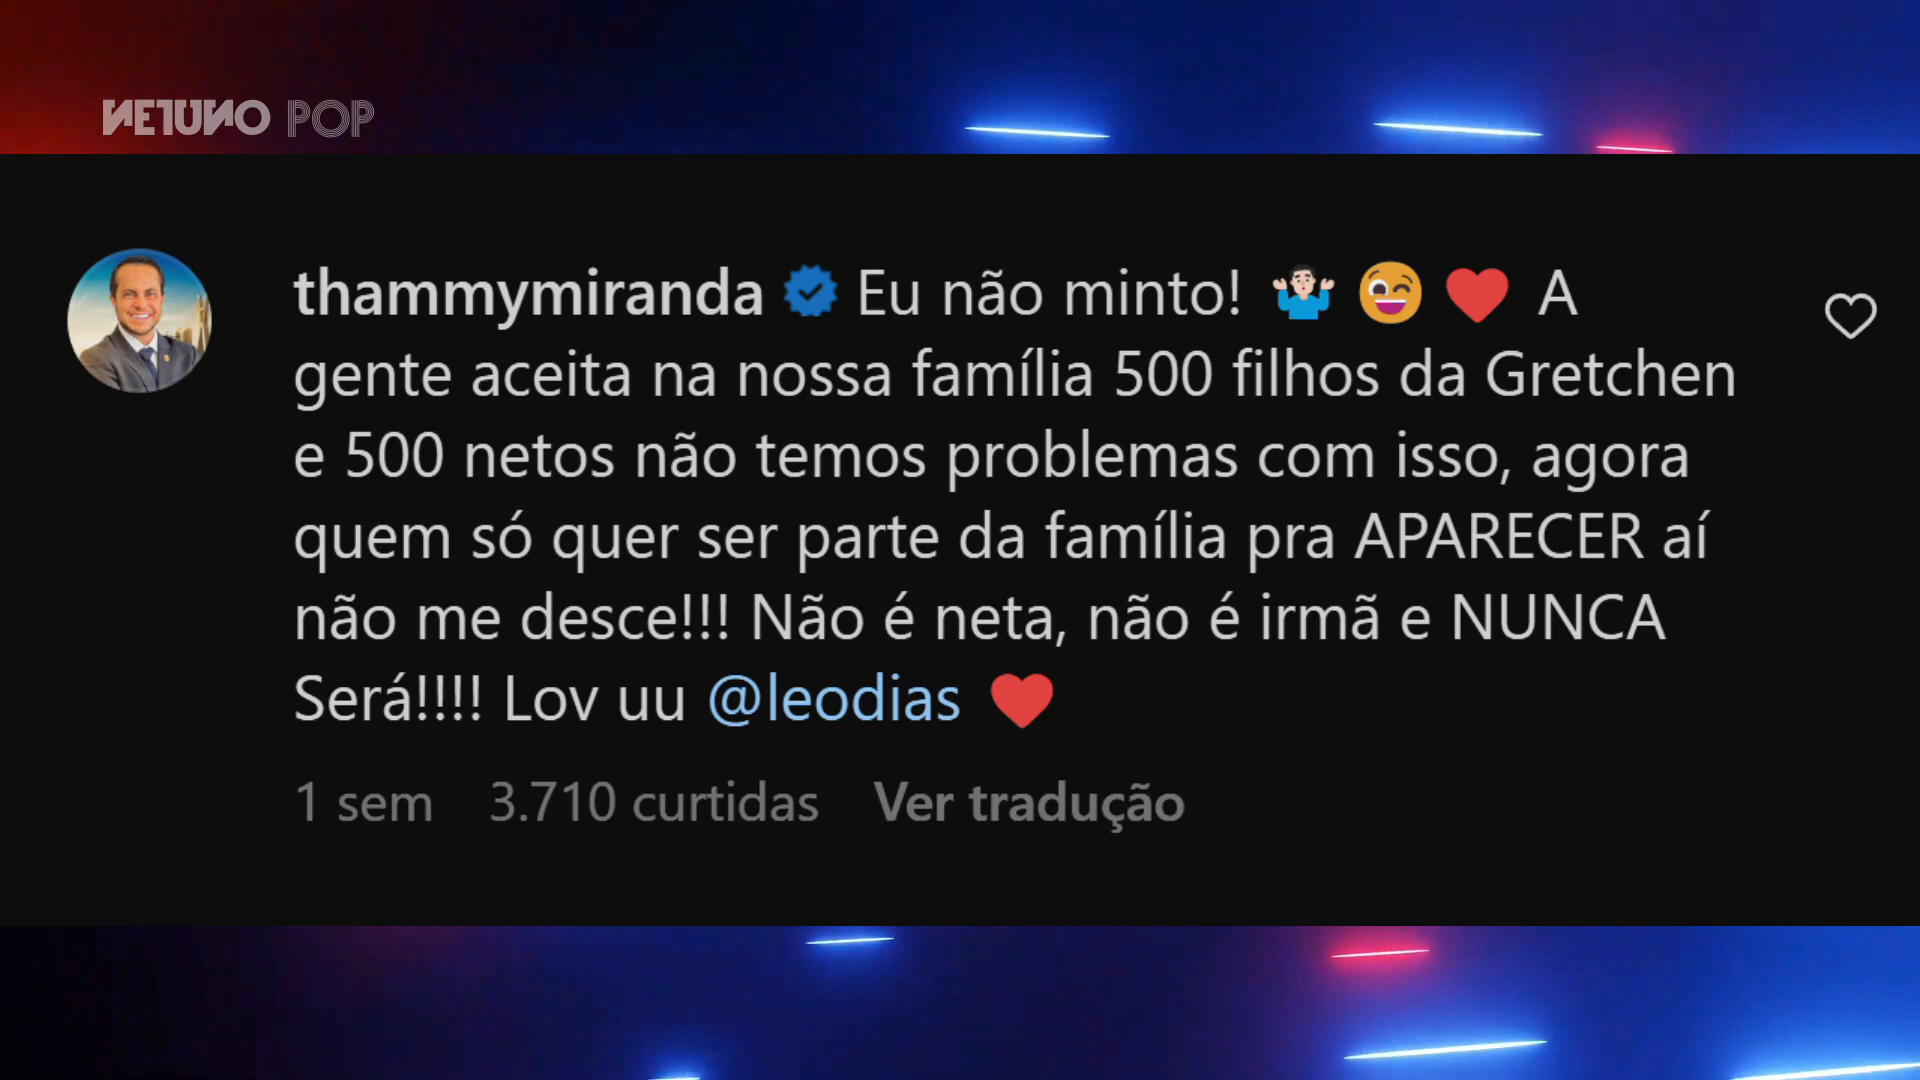 NETUNO POP
thammymiranda Eu não minto! 🤷🏻‍♂️ 😜 ❤️ A
gente aceita na nossa família 500 filhos da Gretchen
e 500 netos não temos problemas com isso, agora
quem só quer ser parte da família pra APARECER aí
não me desce!!! Não é neta, não é irmã e NUNCA
Será!!!! Lov uu @leodias ❤️
1 sem 3.710 curtidas Ver tradução